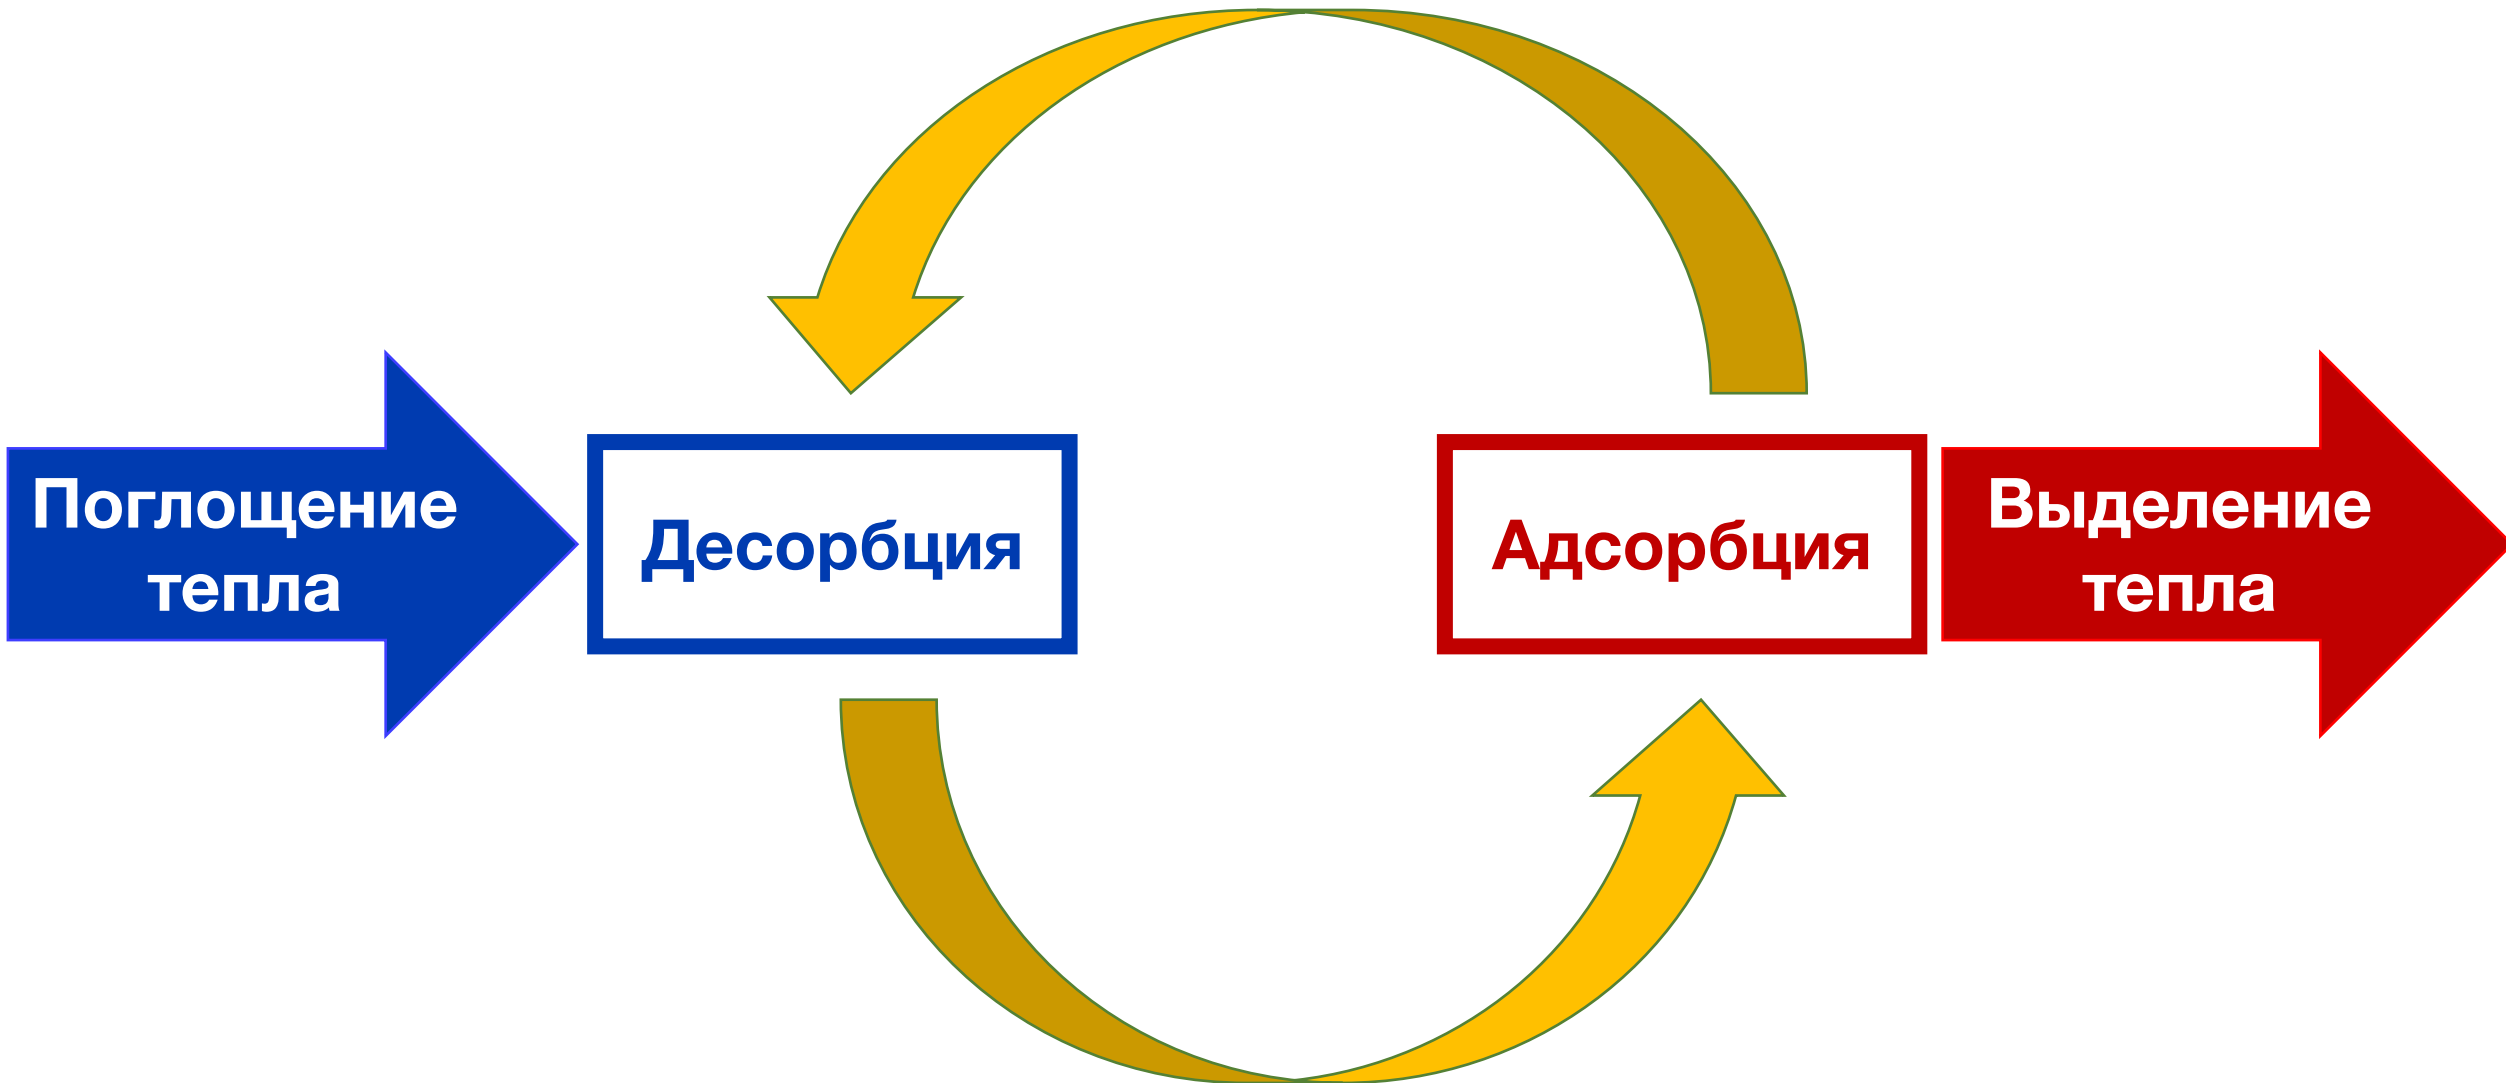 Поглощение
тепла
Десорбция
Адсорбция
Выделение
тепла